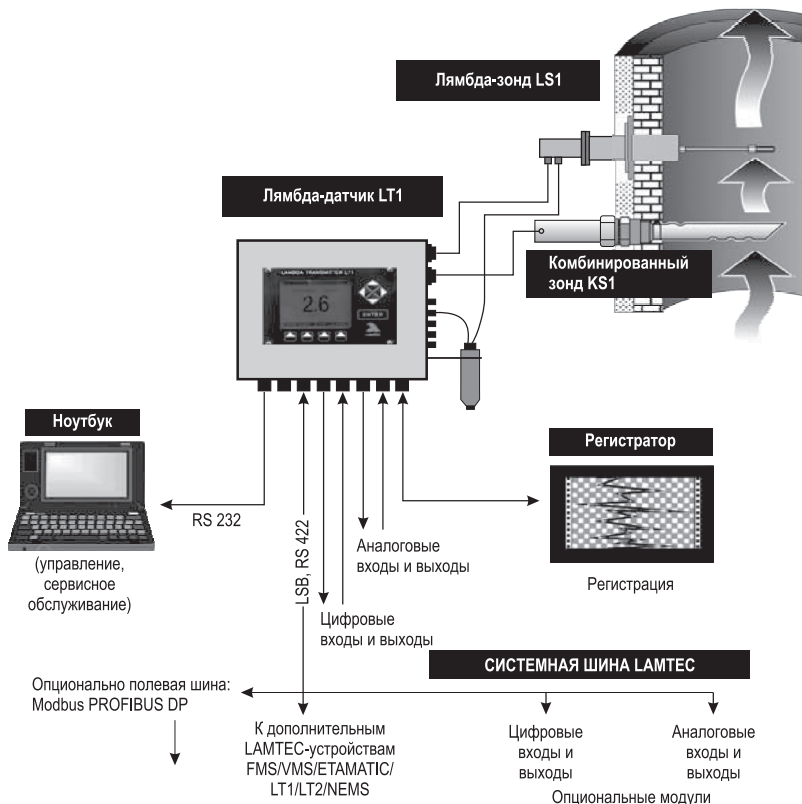 Лямбда-зонд LS1
Лямбда-датчик LT1
Комбинированный
зонд KS1
LAMBDA TRANSMITTER LT1
2.6
ENTER
Ноутбук
RS 232
(управление,
сервисное
обслуживание)
LSB, RS 422
Цифровые
входы и выходы
Аналоговые
входы и выходы
Регистратор
Регистрация
СИСТЕМНАЯ ШИНА LAMTEC
Опционально полевая шина:
Modbus PROFIBUS DP
К дополнительным
LAMTEC-устройствам
FMS/VMS/ETAMATIC/
LT1/LT2/NEMS
Цифровые
входы и
выходы
Аналоговые
входы и
выходы
Опциональные модули